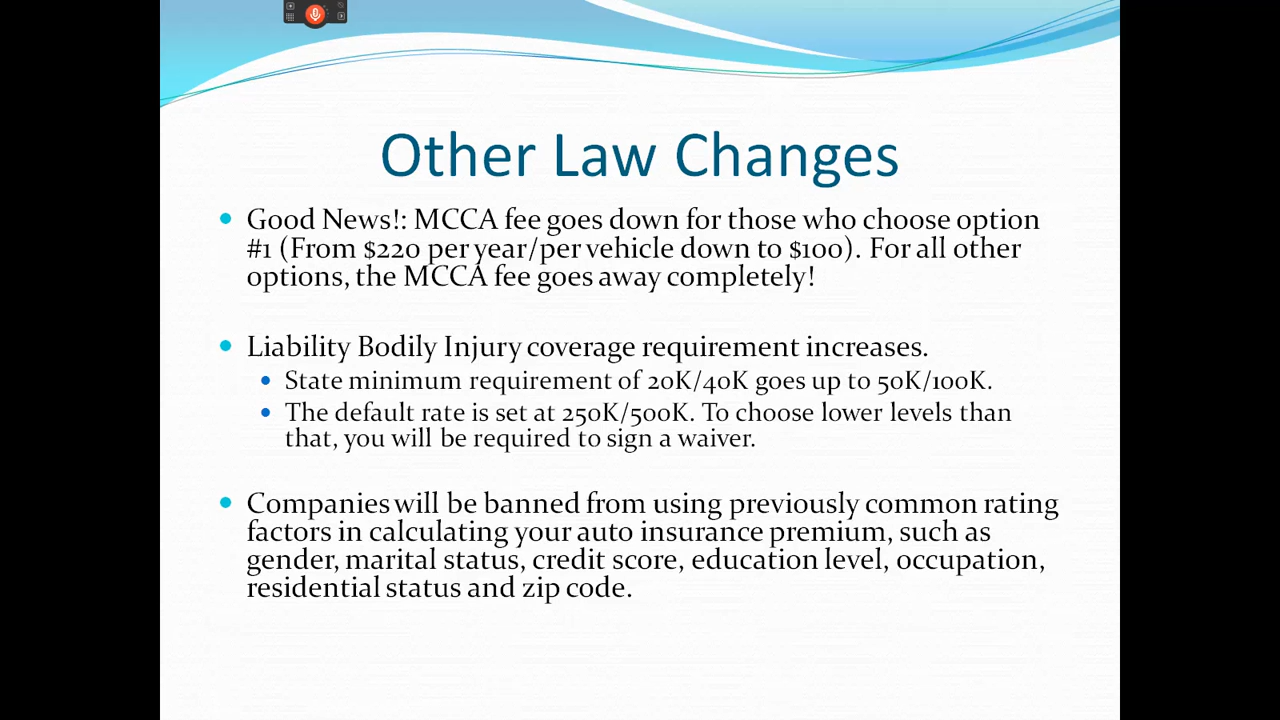 Other Law Changes
Good News!: MCCA fee goes down for those who choose option
#1 (From $220 per year/per vehicle down to $100). For all other
options, the MCCA fee goes away completely!
Liability Bodily Injury coverage requirement increases.
State minimum requirement of 20K/40K goes up to 50K/100K.
The default rate is set at 250K/500K. To choose lower levels than
that, you will be required to sign a waiver.
Companies will be banned from using previously common rating
factors in calculating your auto insurance premium, such as
gender, marital status, credit score, education level, occupation,
residential status and zip code.